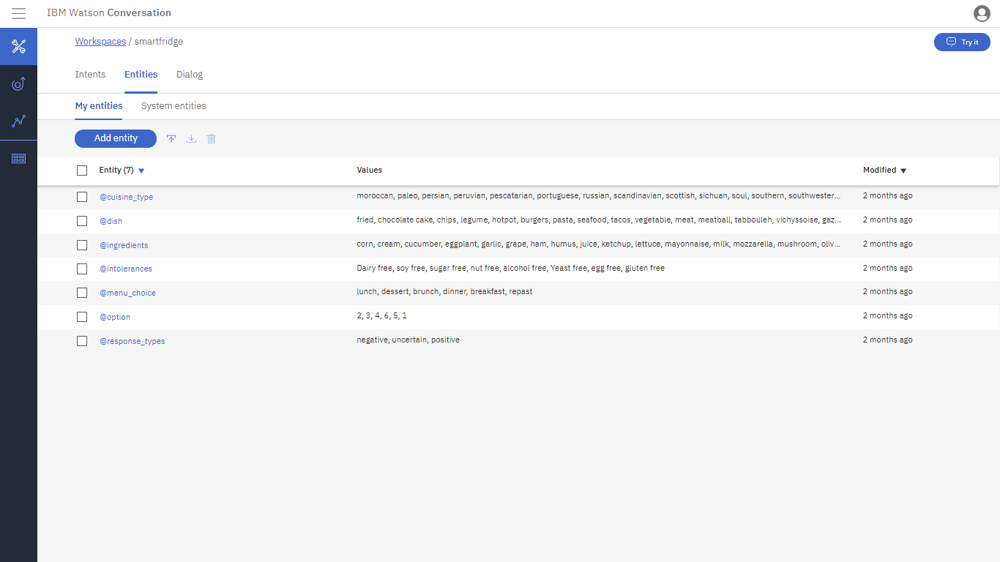 IBM Watson Conversation
Workspaces / smartfridge
Try it
Intents Entities Dialog
My entities System entities
Add entity
Entity (7) Values Modified
@cuisine_type moroccan, paleo, persian, peruvian, pescatarian, portuguese, russian, scandinavian, scottish, sichuan, soul, southern, southwester... 2 months ago
@dish fried, chocolate cake, chips, legume, hotpot, burgers, pasta, seafood, tacos, vegetable, meat, meatball, tabbouleh, vichyssoise, gaz... 2 months ago
@ingredients corn, cream, cucumber, eggplant, garlic, grape, ham, humus, juice, ketchup, lettuce, mayonnaise, milk, mozzarella, mushroom, oliv... 2 months ago
@intolerances Dairy free, soy free, sugar free, nut free, alcohol free, Yeast free, egg free, gluten free 2 months ago
@menu_choice lunch, dessert, brunch, dinner, breakfast, repast 2 months ago
@option 2, 3, 4, 6, 5, 1 2 months ago
@response_types negative, uncertain, positive 2 months ago